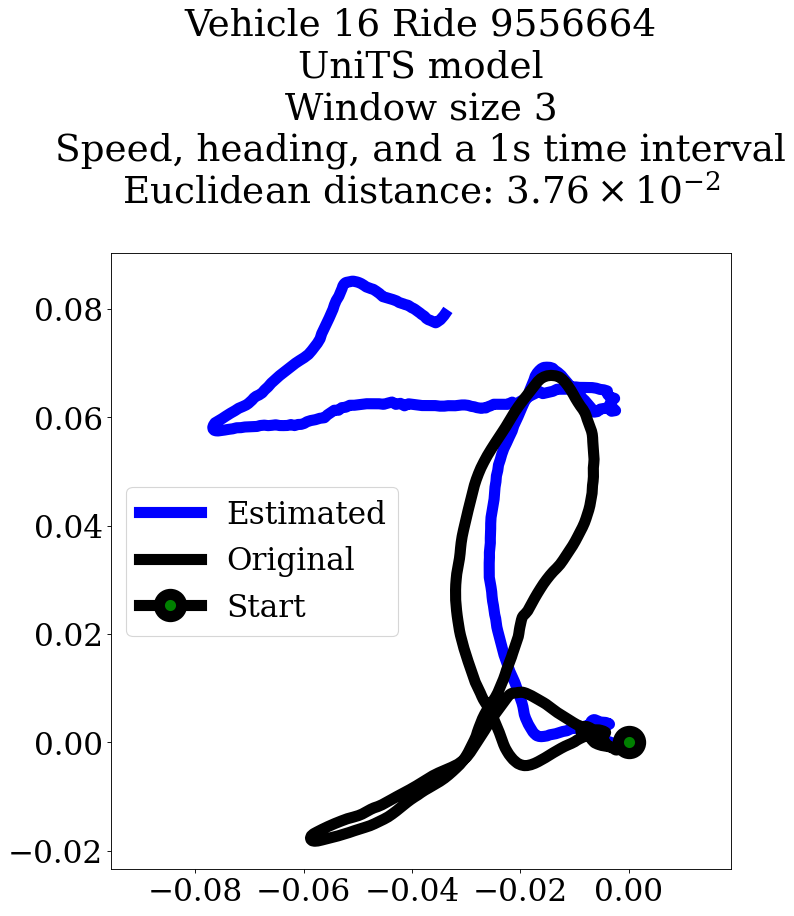 Vehicle 16 Ride 9556664
UniTS model
Window size 3
Speed, heading, and a 1s time interval
Euclidean distance: 3.76 × 10⁻²
0.08
0.06
0.04
0.02
0.00
−0.02
Estimated
Original
Start
−0.08 −0.06 −0.04 −0.02 0.00